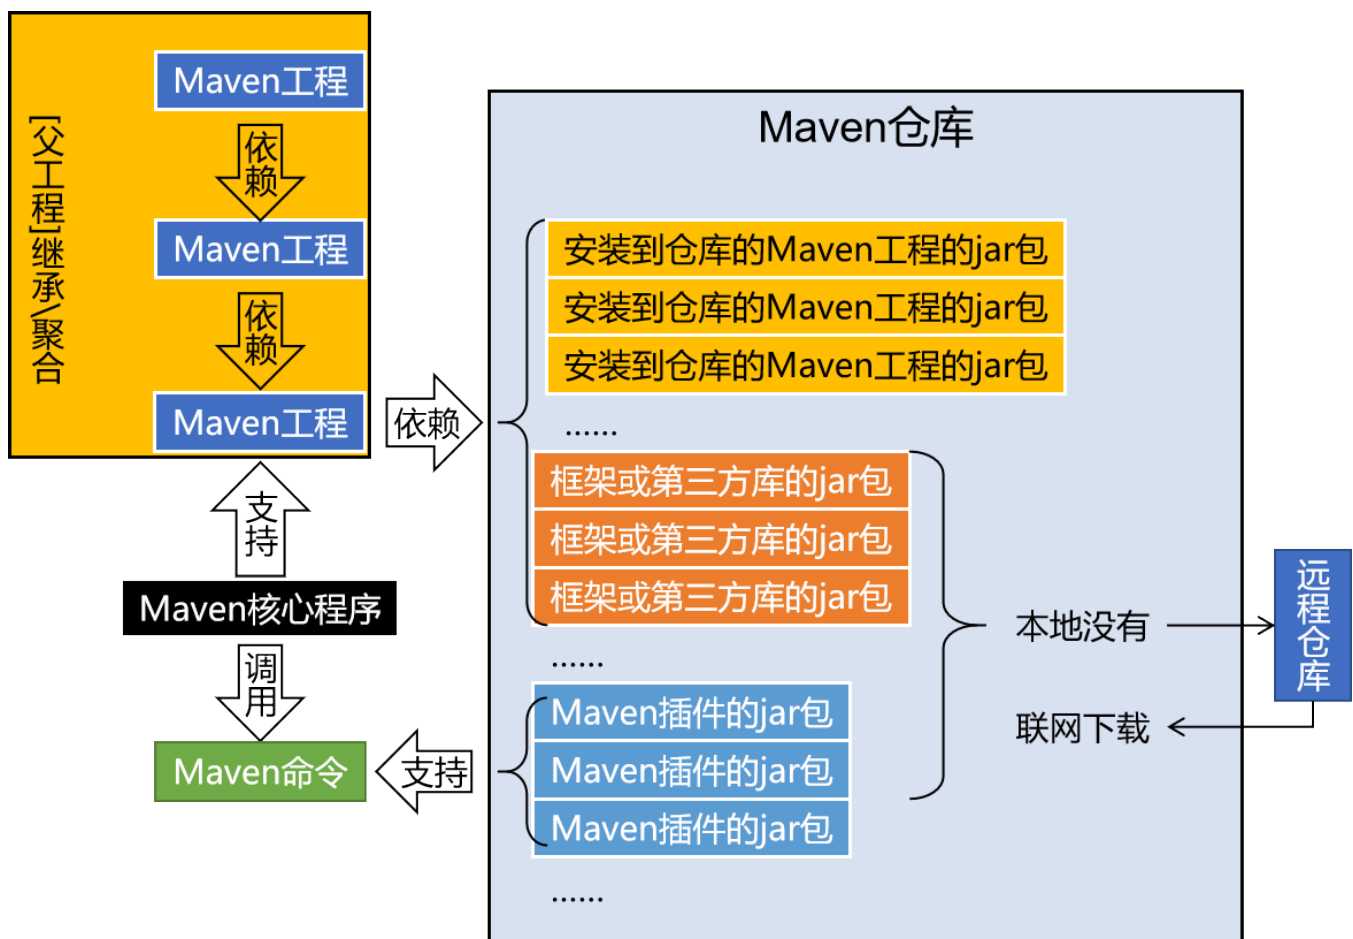 Maven工程
依赖
Maven工程
依赖
Maven工程
[父工程]继承/聚合
依赖
支持
Maven核心程序
调用
Maven命令
支持
Maven仓库
安装到仓库的Maven工程的jar包
安装到仓库的Maven工程的jar包
安装到仓库的Maven工程的jar包
......
框架或第三方库的jar包
框架或第三方库的jar包
框架或第三方库的jar包
......
Maven插件的jar包
Maven插件的jar包
Maven插件的jar包
......
本地没有
联网下载
远程仓库